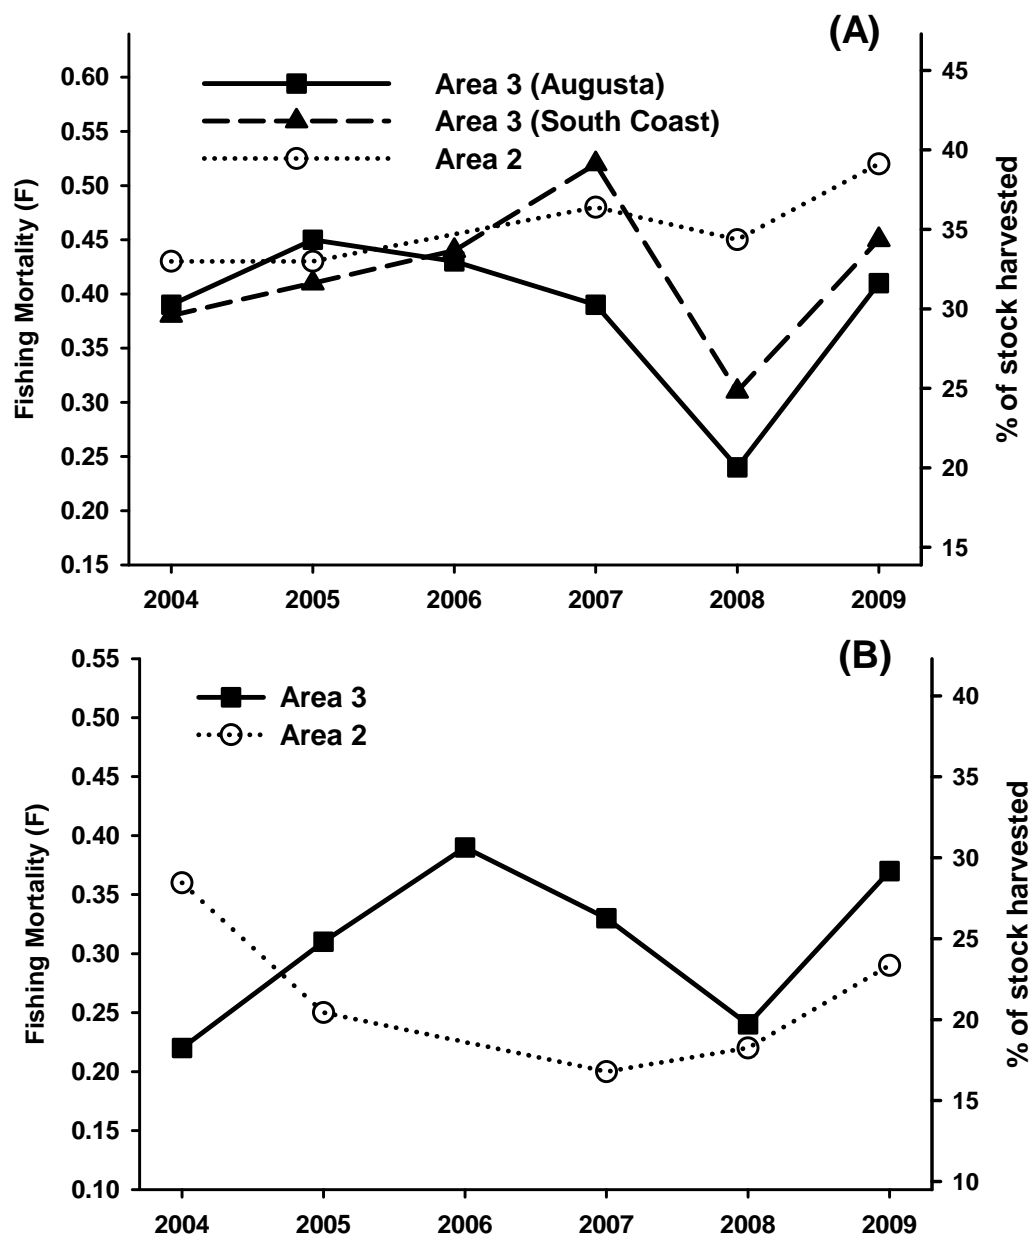 (A)
Area 3 (Augusta)
Area 3 (South Coast)
Area 2
Fishing Mortality (F)
0.60
0.55
0.50
0.45
0.40
0.35
0.30
0.25
0.20
0.15
% of stock harvested
45
40
35
30
25
20
15
2004 2005 2006 2007 2008 2009
(B)
Area 3
Area 2
Fishing Mortality (F)
0.55
0.50
0.45
0.40
0.35
0.30
0.25
0.20
0.15
0.10
% of stock harvested
40
35
30
25
20
15
10
2004 2005 2006 2007 2008 2009